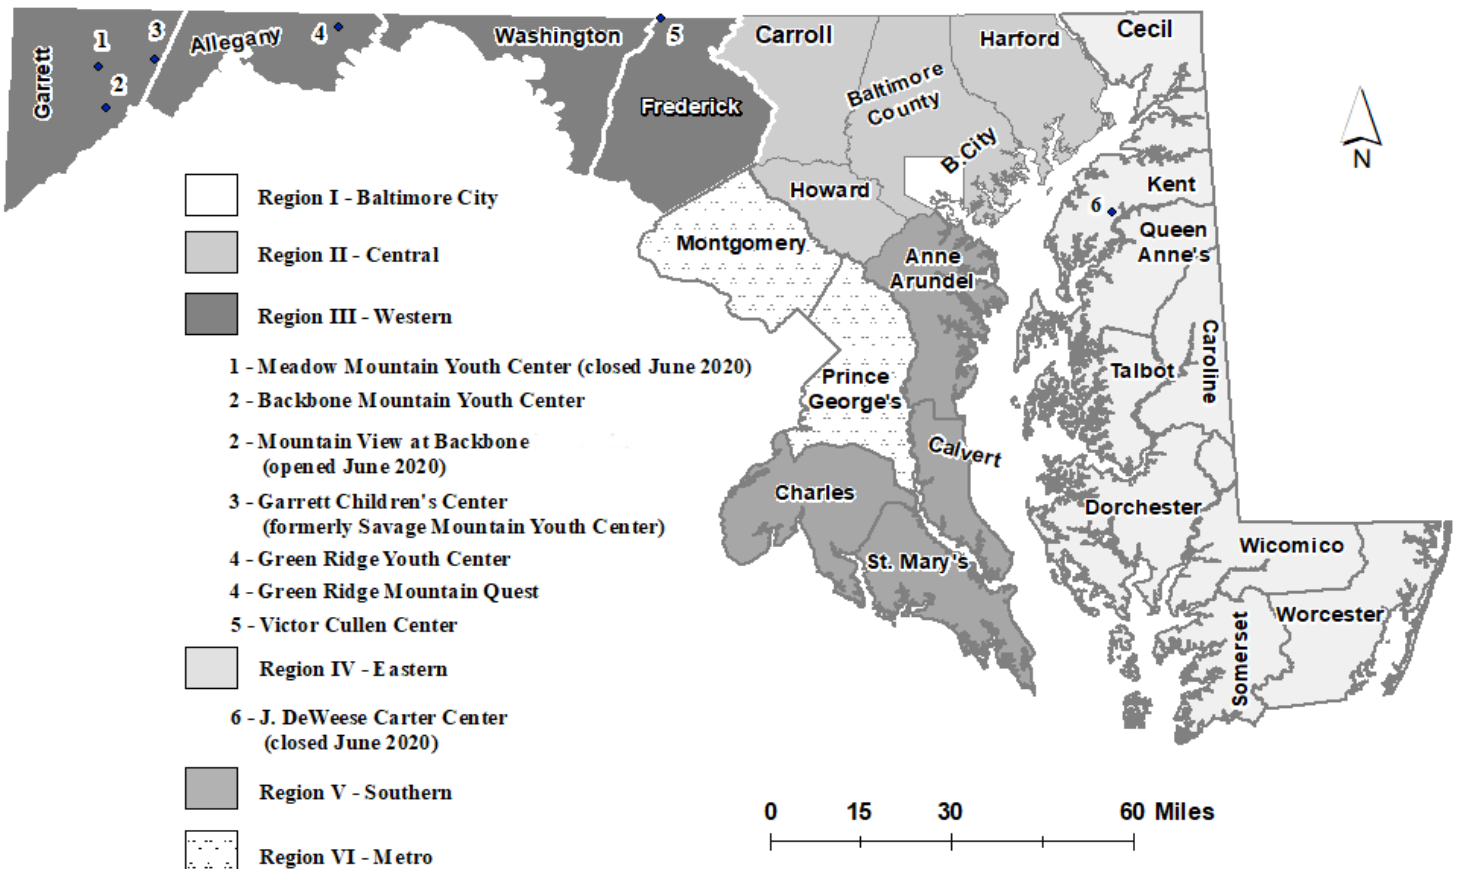 Garrett
1
2
3
Allegany
4
Washington
5
Frederick
Carroll
Baltimore
County
Harford
Cecil
B.City
Howard
Montgomery
Anne
Arundel
Prince
George's
Calvert
Charles
St. Mary's
Kent
6
Queen
Anne's
Caroline
Talbot
Dorchester
Wicomico
Worcester
Somerset
N
Region I - Baltimore City
Region II - Central
Region III - Western
1 - Meadow Mountain Youth Center (closed June 2020)
2 - Backbone Mountain Youth Center
2 - Mountain View at Backbone
(opened June 2020)
3 - Garrett Children's Center
(formerly Savage Mountain Youth Center)
4 - Green Ridge Youth Center
4 - Green Ridge Mountain Quest
5 - Victor Cullen Center
Region IV - Eastern
6 - J. DeWeese Carter Center
(closed June 2020)
Region V - Southern
Region VI - Metro
0 15 30 60 Miles